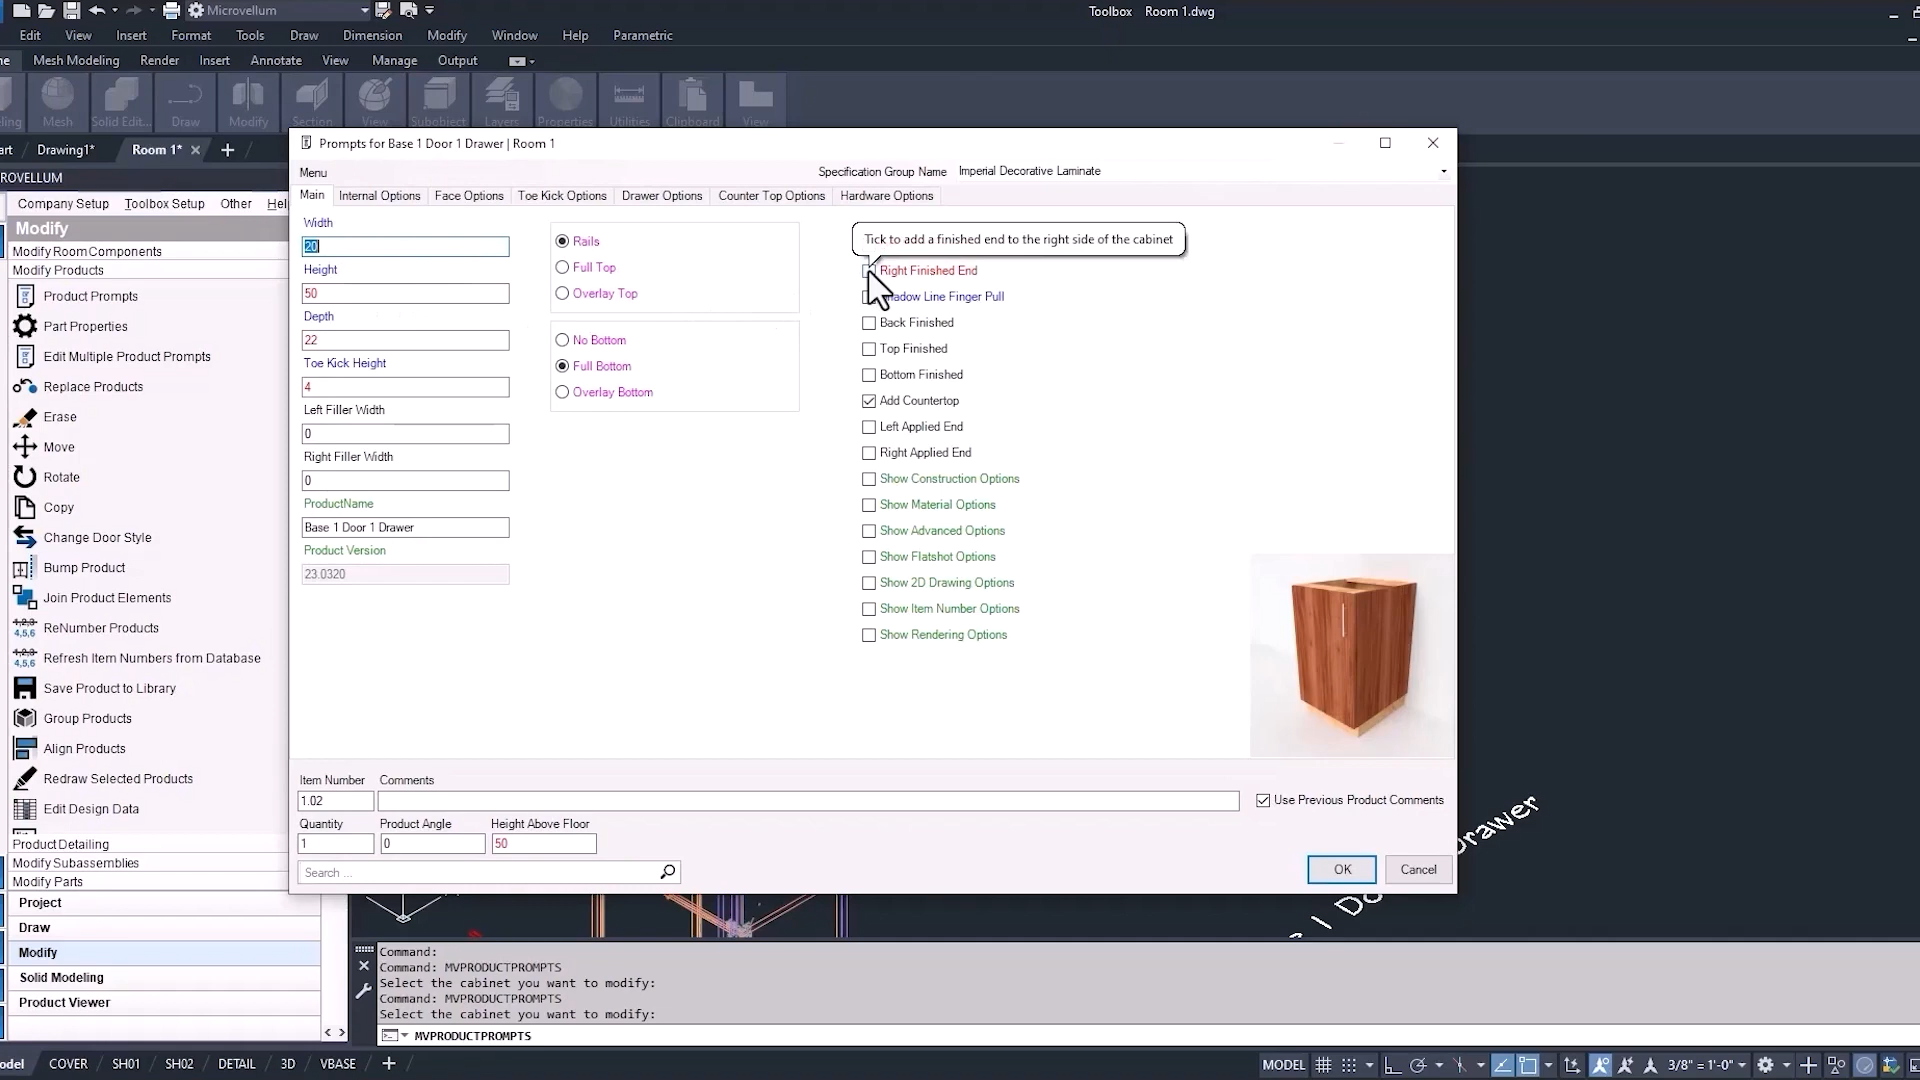 Microvellum
Toolbox Room 1.dwg
Edit View Insert Format Tools Draw Dimension Modify Window Help Parametric
Mesh Modeling Render Insert Annotate View Manage Output
Mesh Solid Edit... Draw Modify Section View Subobject Layers Properties Utilities Clipboard View
Drawing1* Room 1*
Prompts for Base 1 Door 1 Drawer | Room 1
Menu
Specification Group Name Imperial Decorative Laminate
Main Internal Options Face Options Toe Kick Options Drawer Options Counter Top Options Hardware Options
Company Setup Toolbox Setup Other
Modify
Modify Room Components
Modify Products
Product Prompts
Part Properties
Edit Multiple Product Prompts
Replace Products
Erase
Move
Rotate
Copy
Change Door Style
Bump Product
Join Product Elements
ReNumber Products
Refresh Item Numbers from Database
Save Product to Library
Group Products
Align Products
Redraw Selected Products
Edit Design Data
Product Detailing
Modify Subassemblies
Modify Parts
Project
Draw
Modify
Solid Modeling
Product Viewer
Width
20
Height
50
Depth
22
Toe Kick Height
4
Left Filler Width
0
Right Filler Width
0
ProductName
Base 1 Door 1 Drawer
Product Version
23.0320
Rails
Full Top
Overlay Top
No Bottom
Full Bottom
Overlay Bottom
Tick to add a finished end to the right side of the cabinet
Right Finished End
Line Finger Pull
Back Finished
Top Finished
Bottom Finished
Add Countertop
Left Applied End
Right Applied End
Show Construction Options
Show Material Options
Show Advanced Options
Show Flatshot Options
Show 2D Drawing Options
Show Item Number Options
Show Rendering Options
Item Number Comments
1.02
Use Previous Product Comments
Quantity Product Angle Height Above Floor
1 0 50
Search ...
OK Cancel
Command:
Command: MVPRODUCTPROMPTS
Select the cabinet you want to modify:
Command: MVPRODUCTPROMPTS
Select the cabinet you want to modify:
MVPRODUCTPROMPTS
COVER SH01 SH02 DETAIL 3D VBASE
MODEL 3/8" = 1'-0"